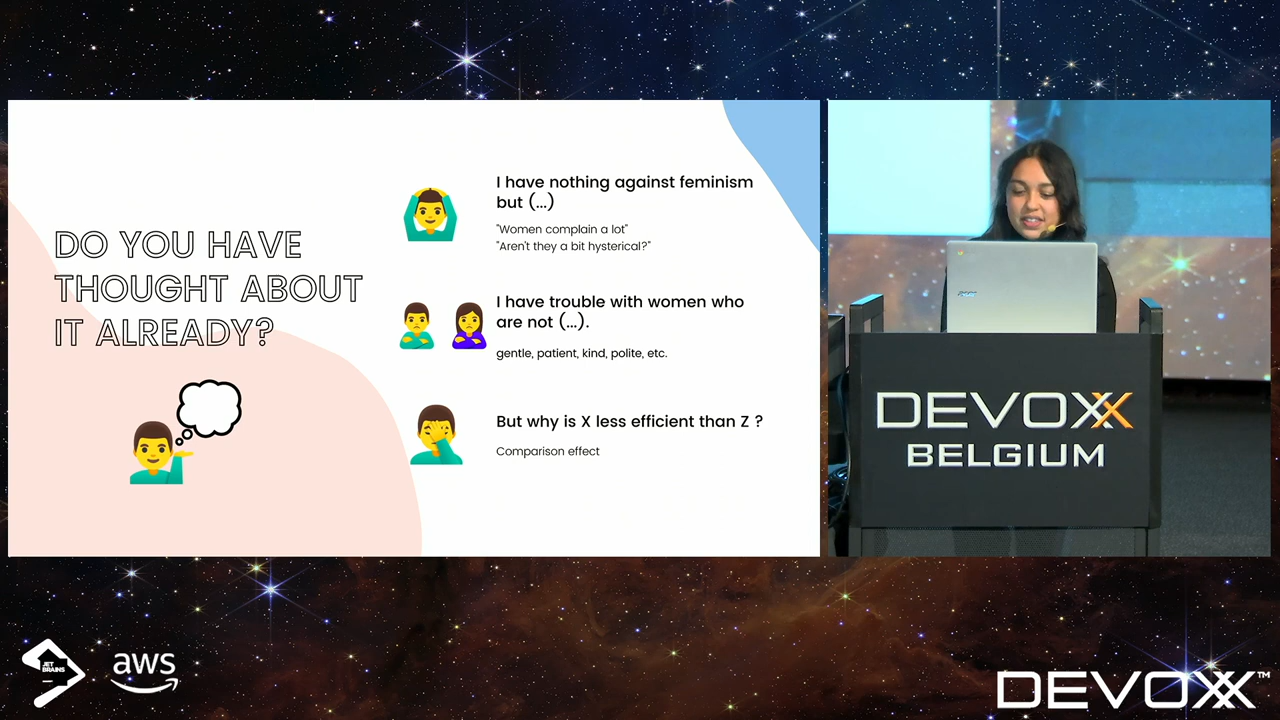 DO YOU HAVE
THOUGHT ABOUT
IT ALREADY?
I have nothing against feminism
but (...)
"Women complain a lot"
"Aren't they a bit hysterical?"
I have trouble with women who
are not (...).
gentle, patient, kind, polite, etc.
But why is X less efficient than Z ?
Comparison effect
acer
DEVOXX
BELGIUM
JET
BRAINS
aws
DEVOXX™